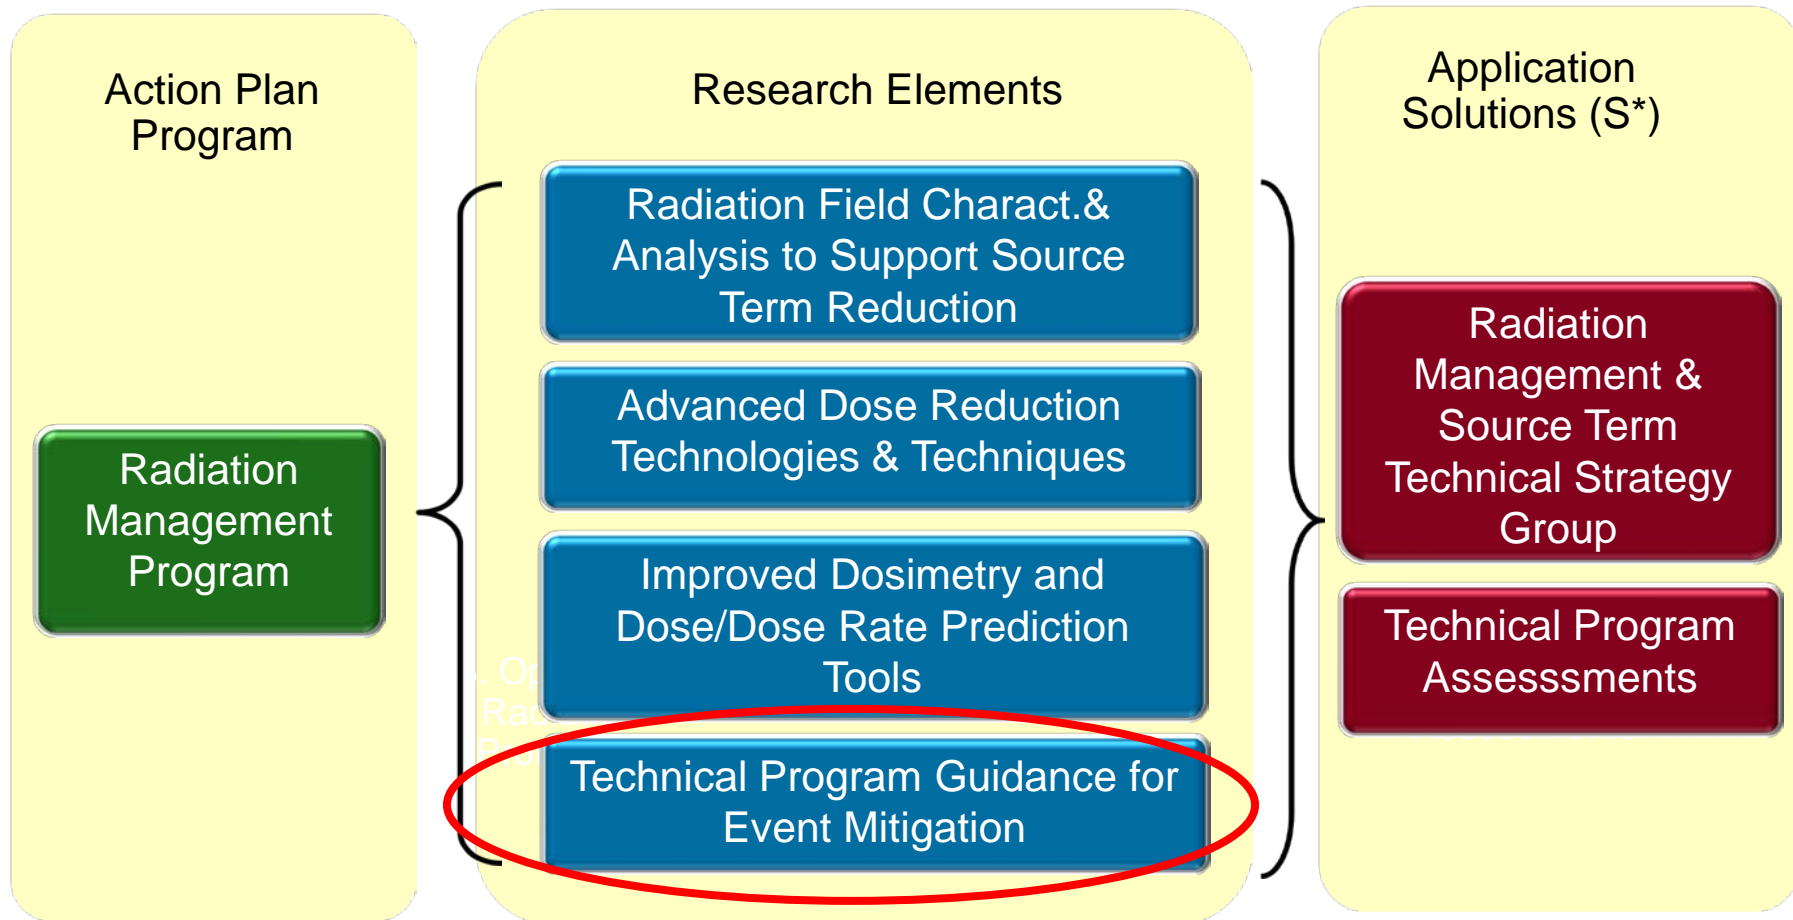 Action Plan
Program
Radiation
Management
Program
Research Elements
Radiation Field Charact.&
Analysis to Support Source
Term Reduction
Advanced Dose Reduction
Technologies & Techniques
Improved Dosimetry and
Dose/Dose Rate Prediction
Tools
Technical Program Guidance for
Event Mitigation
Application
Solutions (S*)
Radiation
Management &
Source Term
Technical Strategy
Group
Technical Program
Assesssments